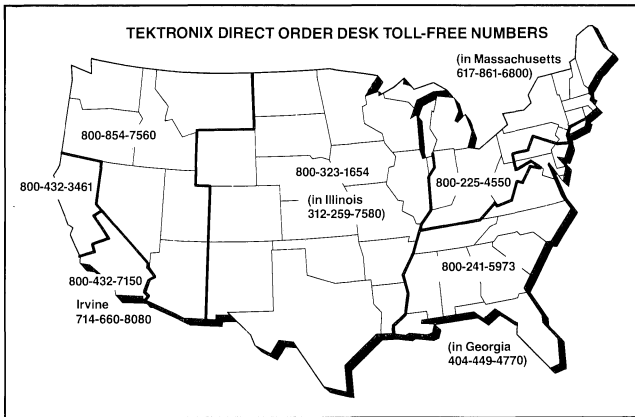 TEKTRONIX DIRECT ORDER DESK TOLL-FREE NUMBERS
(in Massachusetts
617-861-6800)
800-854-7560
800-323-1654
800-432-3461
(in Illinois
312-259-7580)
800-225-4550
800-432-7150
Irvine
714-660-8080
800-241-5973
(in Georgia
404-449-4770)